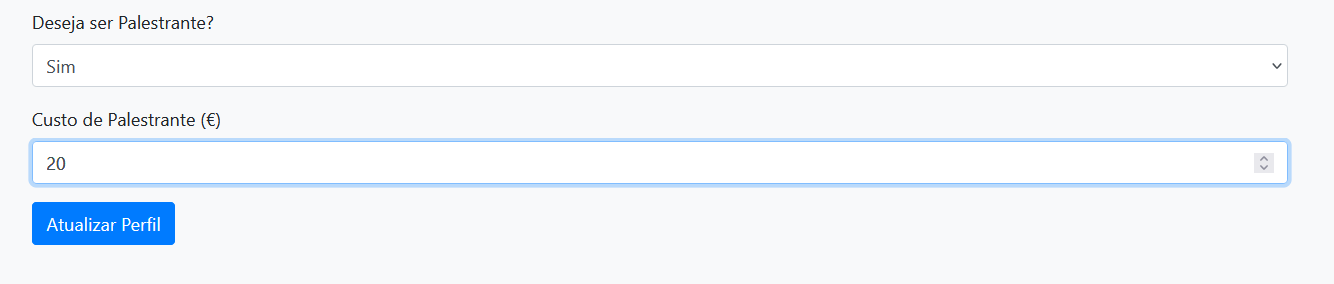 Deseja ser Palestrante?
Sim
Custo de Palestrante (€)
20
Atualizar Perfil